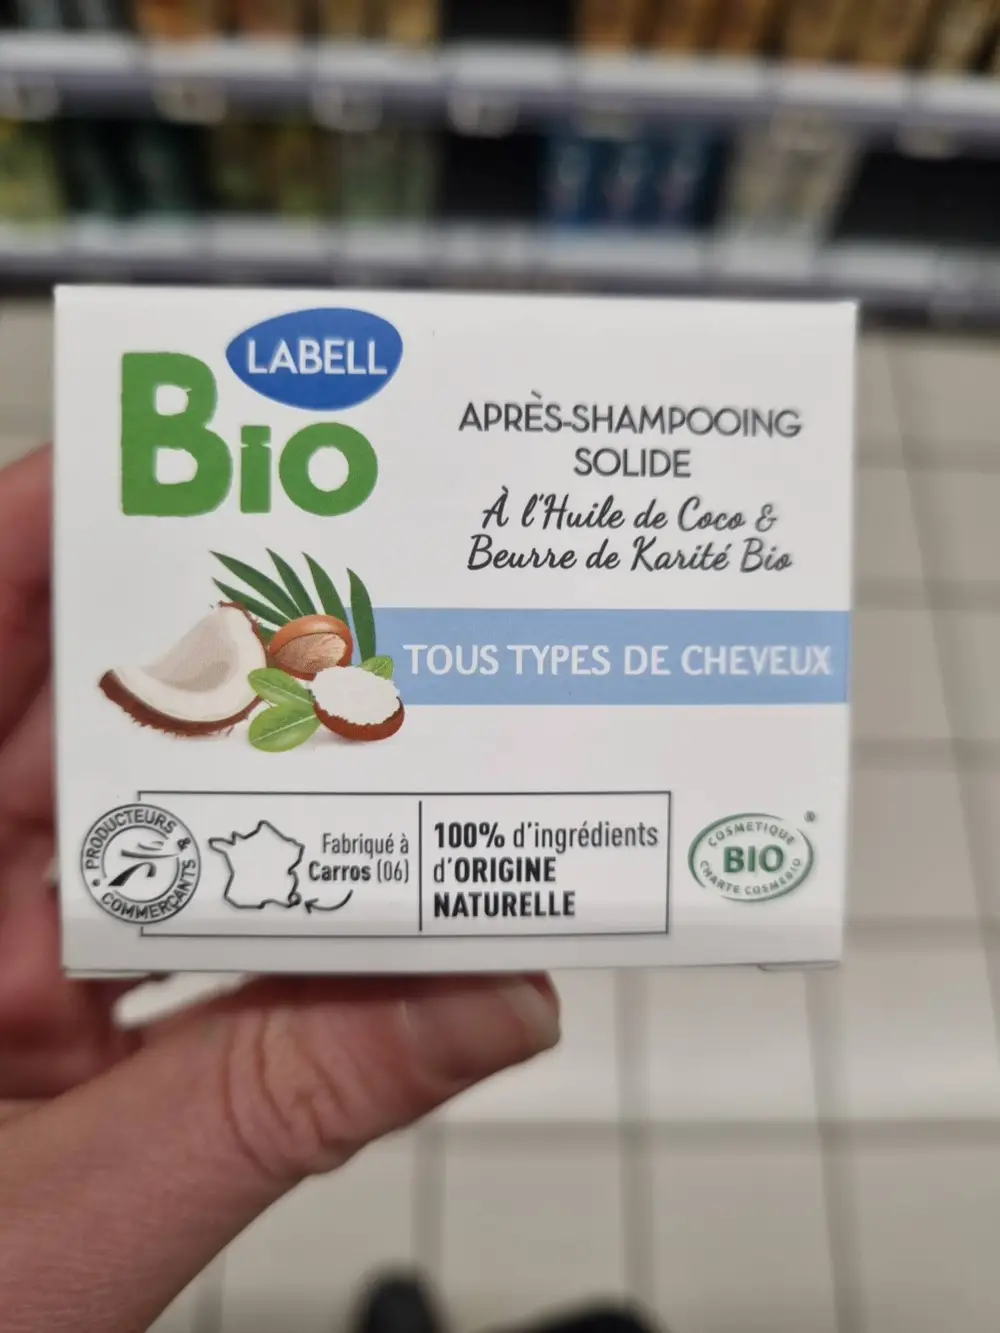 LABELL
Bio
APRÈS-SHAMPOOING
SOLIDE
À l'Huile de Coco &
Beurre de Karité Bio
TOUS TYPES DE CHEVEUX
PRODUCTEURS &
COMMERÇANTS
Fabriqué à
Carros (06)
100% d'ingrédients
d'ORIGINE
NATURELLE
COSMETIQUE
BIO
CHARTE COSMEBIO
®